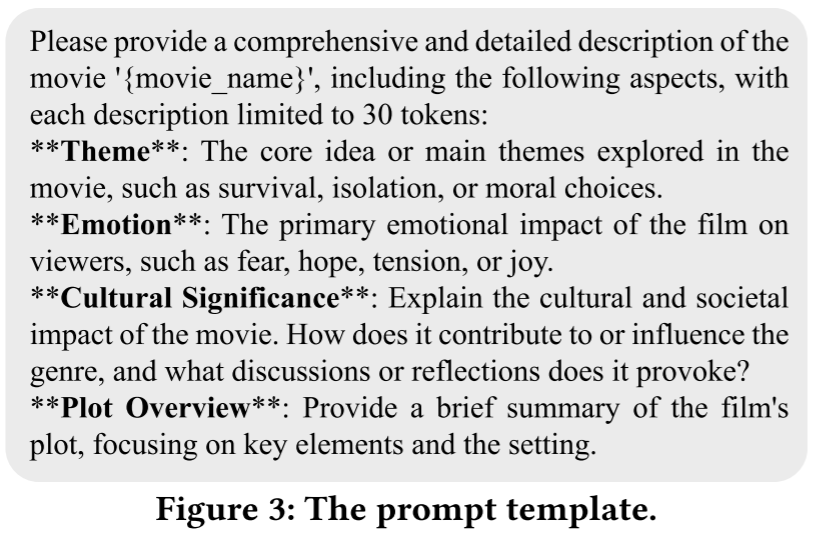 Please provide a comprehensive and detailed description of the
movie '{movie_name}', including the following aspects, with
each description limited to 30 tokens:
**Theme**: The core idea or main themes explored in the
movie, such as survival, isolation, or moral choices.
**Emotion**: The primary emotional impact of the film on
viewers, such as fear, hope, tension, or joy.
**Cultural Significance**: Explain the cultural and societal
impact of the movie. How does it contribute to or influence the
genre, and what discussions or reflections does it provoke?
**Plot Overview**: Provide a brief summary of the film's
plot, focusing on key elements and the setting.
Figure 3: The prompt template.